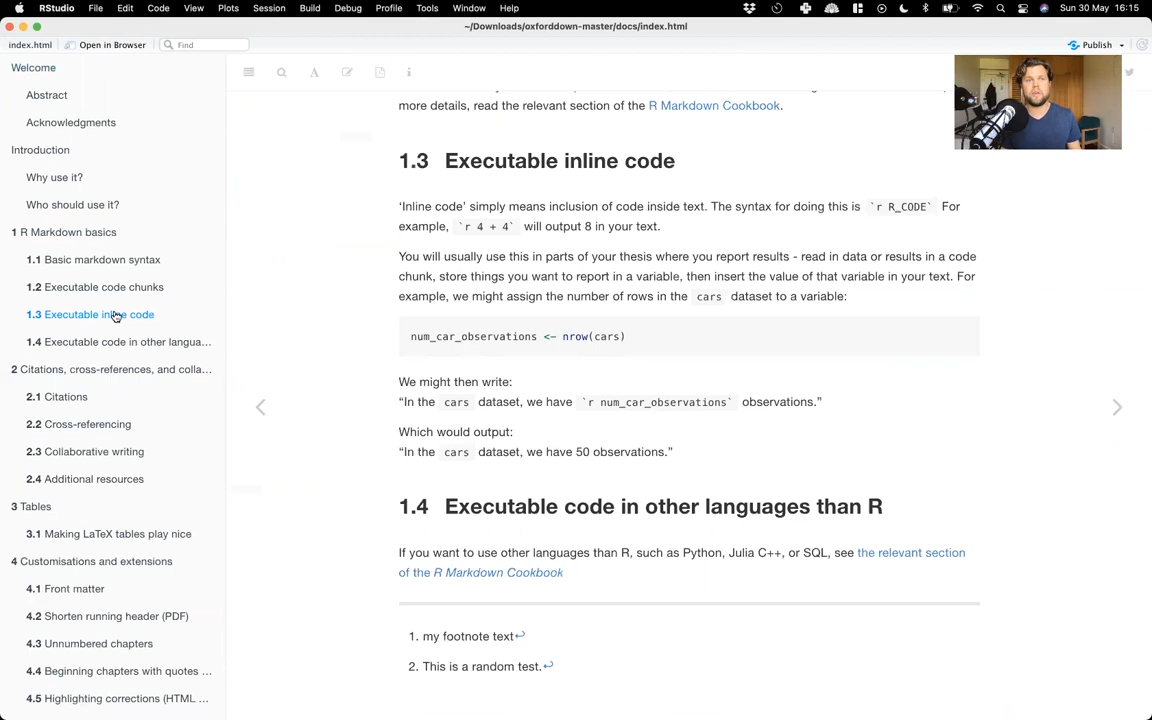 RStudio File Edit Code View Plots Session Build Debug Profile Tools Window Help Sun 30 May 16:15
~/Downloads/oxforddown-master/docs/index.html
index.html Open in Browser Find Publish
Welcome
Abstract
Acknowledgments
Introduction
Why use it?
Who should use it?
1 R Markdown basics
1.1 Basic markdown syntax
1.2 Executable code chunks
1.3 Executable inline code
1.4 Executable code in other langua...
2 Citations, cross-references, and colla...
2.1 Citations
2.2 Cross-referencing
2.3 Collaborative writing
2.4 Additional resources
3 Tables
3.1 Making LaTeX tables play nice
4 Customisations and extensions
4.1 Front matter
4.2 Shorten running header (PDF)
4.3 Unnumbered chapters
4.4 Beginning chapters with quotes ...
4.5 Highlighting corrections (HTML ...
more details, read the relevant section of the R Markdown Cookbook.
1.3 Executable inline code
‘Inline code’ simply means inclusion of code inside text. The syntax for doing this is `r R_CODE` For
example, `r 4 + 4` will output 8 in your text.
You will usually use this in parts of your thesis where you report results - read in data or results in a code
chunk, store things you want to report in a variable, then insert the value of that variable in your text. For
example, we might assign the number of rows in the cars dataset to a variable:
num_car_observations <- nrow(cars)
We might then write:
“In the cars dataset, we have `r num_car_observations` observations.”
Which would output:
“In the cars dataset, we have 50 observations.”
1.4 Executable code in other languages than R
If you want to use other languages than R, such as Python, Julia C++, or SQL, see the relevant section
of the R Markdown Cookbook
1. my footnote text↩
2. This is a random test.↩